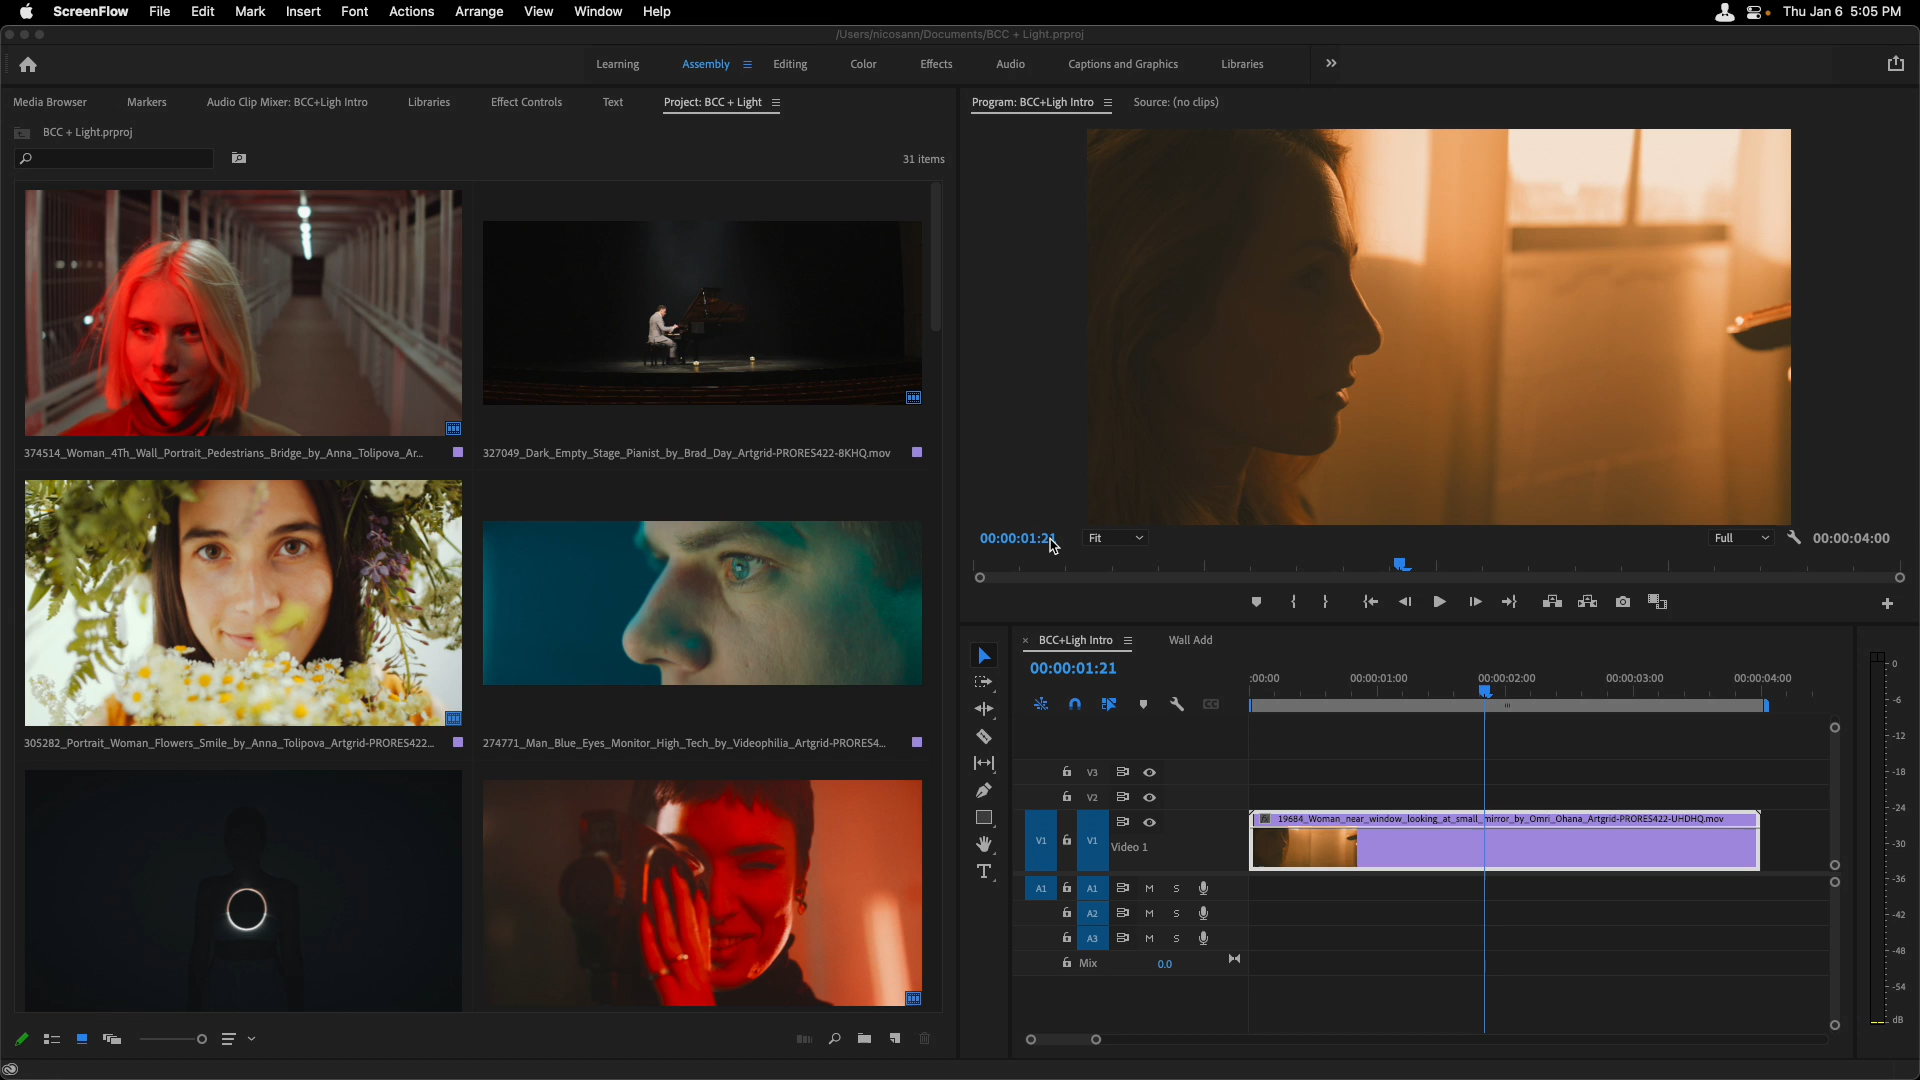 ScreenFlow File Edit Mark Insert Font Actions Arrange View Window Help Thu Jan 6 5:05 PM
/Users/nicosann/Documents/BCC + Light.prproj
Learning Assembly Editing Color Effects Audio Captions and Graphics Libraries
Media Browser Markers Audio Clip Mixer: BCC+Ligh Intro Libraries Effect Controls Text Project: BCC + Light
Program: BCC+Ligh Intro Source: (no clips)
BCC + Light.prproj
31 items
374514_Woman_4Th_Wall_Portrait_Pedestrians_Bridge_by_Anna_Tolipova_Ar...
327049_Dark_Empty_Stage_Pianist_by_Brad_Day_Artgrid-PRORES422-8KHQ.mov
305282_Portrait_Woman_Flowers_Smile_by_Anna_Tolipova_Artgrid-PRORES422...
274771_Man_Blue_Eyes_Monitor_High_Tech_by_Videophilia_Artgrid-PRORES4...
00:00:01:21 Fit Full 00:00:04:00
BCC+Ligh Intro Wall Add
00:00:01:21
:00:00 00:00:01:00 00:00:02:00 00:00:03:00 00:00:04:00
V3
V2
V1 V1 Video 1
19684_Woman_near_window_looking_at_small_mirror_by_Omri_Ohana_Artgrid-PRORES422-UHDHQ.mov
A1 A1 M S
A2 M S
A3 M S
Mix 0.0
0
-6
-12
-18
-24
-30
-36
-42
-48
-54
dB